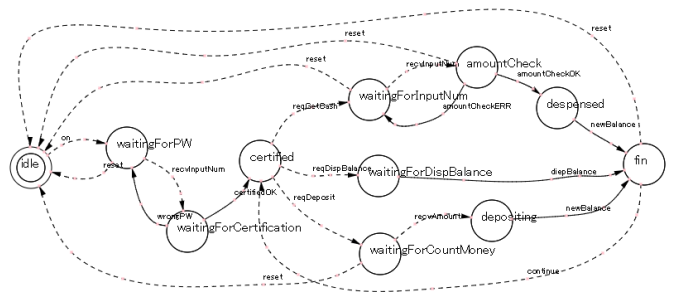 reset
reset
recvInputNum
amountCheck
reset
amountCheckOK
waitingForInputNum
despensed
reqGetCash
amountCheckERR
newBalance
on
waitingForPW
idle
certified
fin
reset
recvInputNum
reqDispBalance
waitingForDispBalance
dispBalance
certifiedOK
reqDeposit
wrongPW
recvAmount
depositing
newBalance
waitingForCertification
waitingForCountMoney
reset
continue